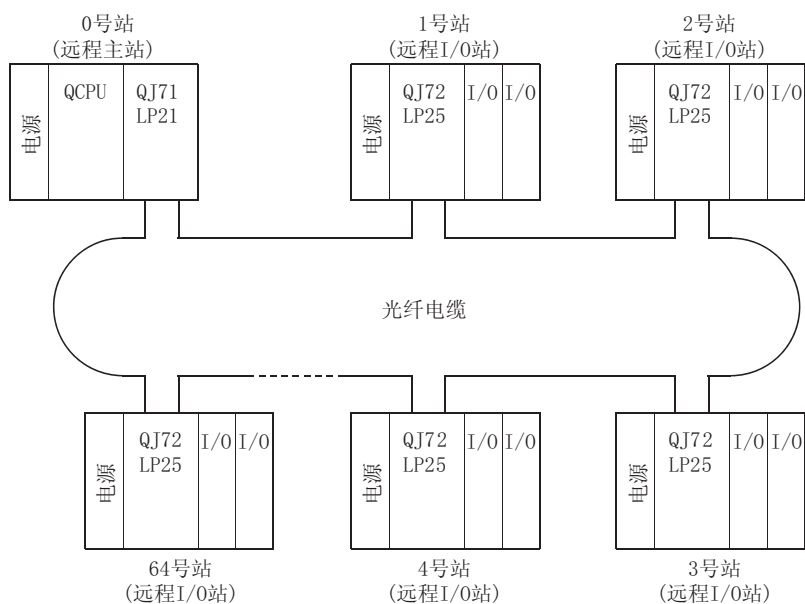 0号站
(远程主站)
1号站
(远程I/O站)
2号站
(远程I/O站)
电源
QCPU
QJ71
LP21
电源
QJ72
LP25
I/O
I/O
电源
QJ72
LP25
I/O
I/O
光纤电缆
电源
QJ72
LP25
I/O
I/O
电源
QJ72
LP25
I/O
I/O
电源
QJ72
LP25
I/O
I/O
64号站
(远程I/O站)
4号站
(远程I/O站)
3号站
(远程I/O站)